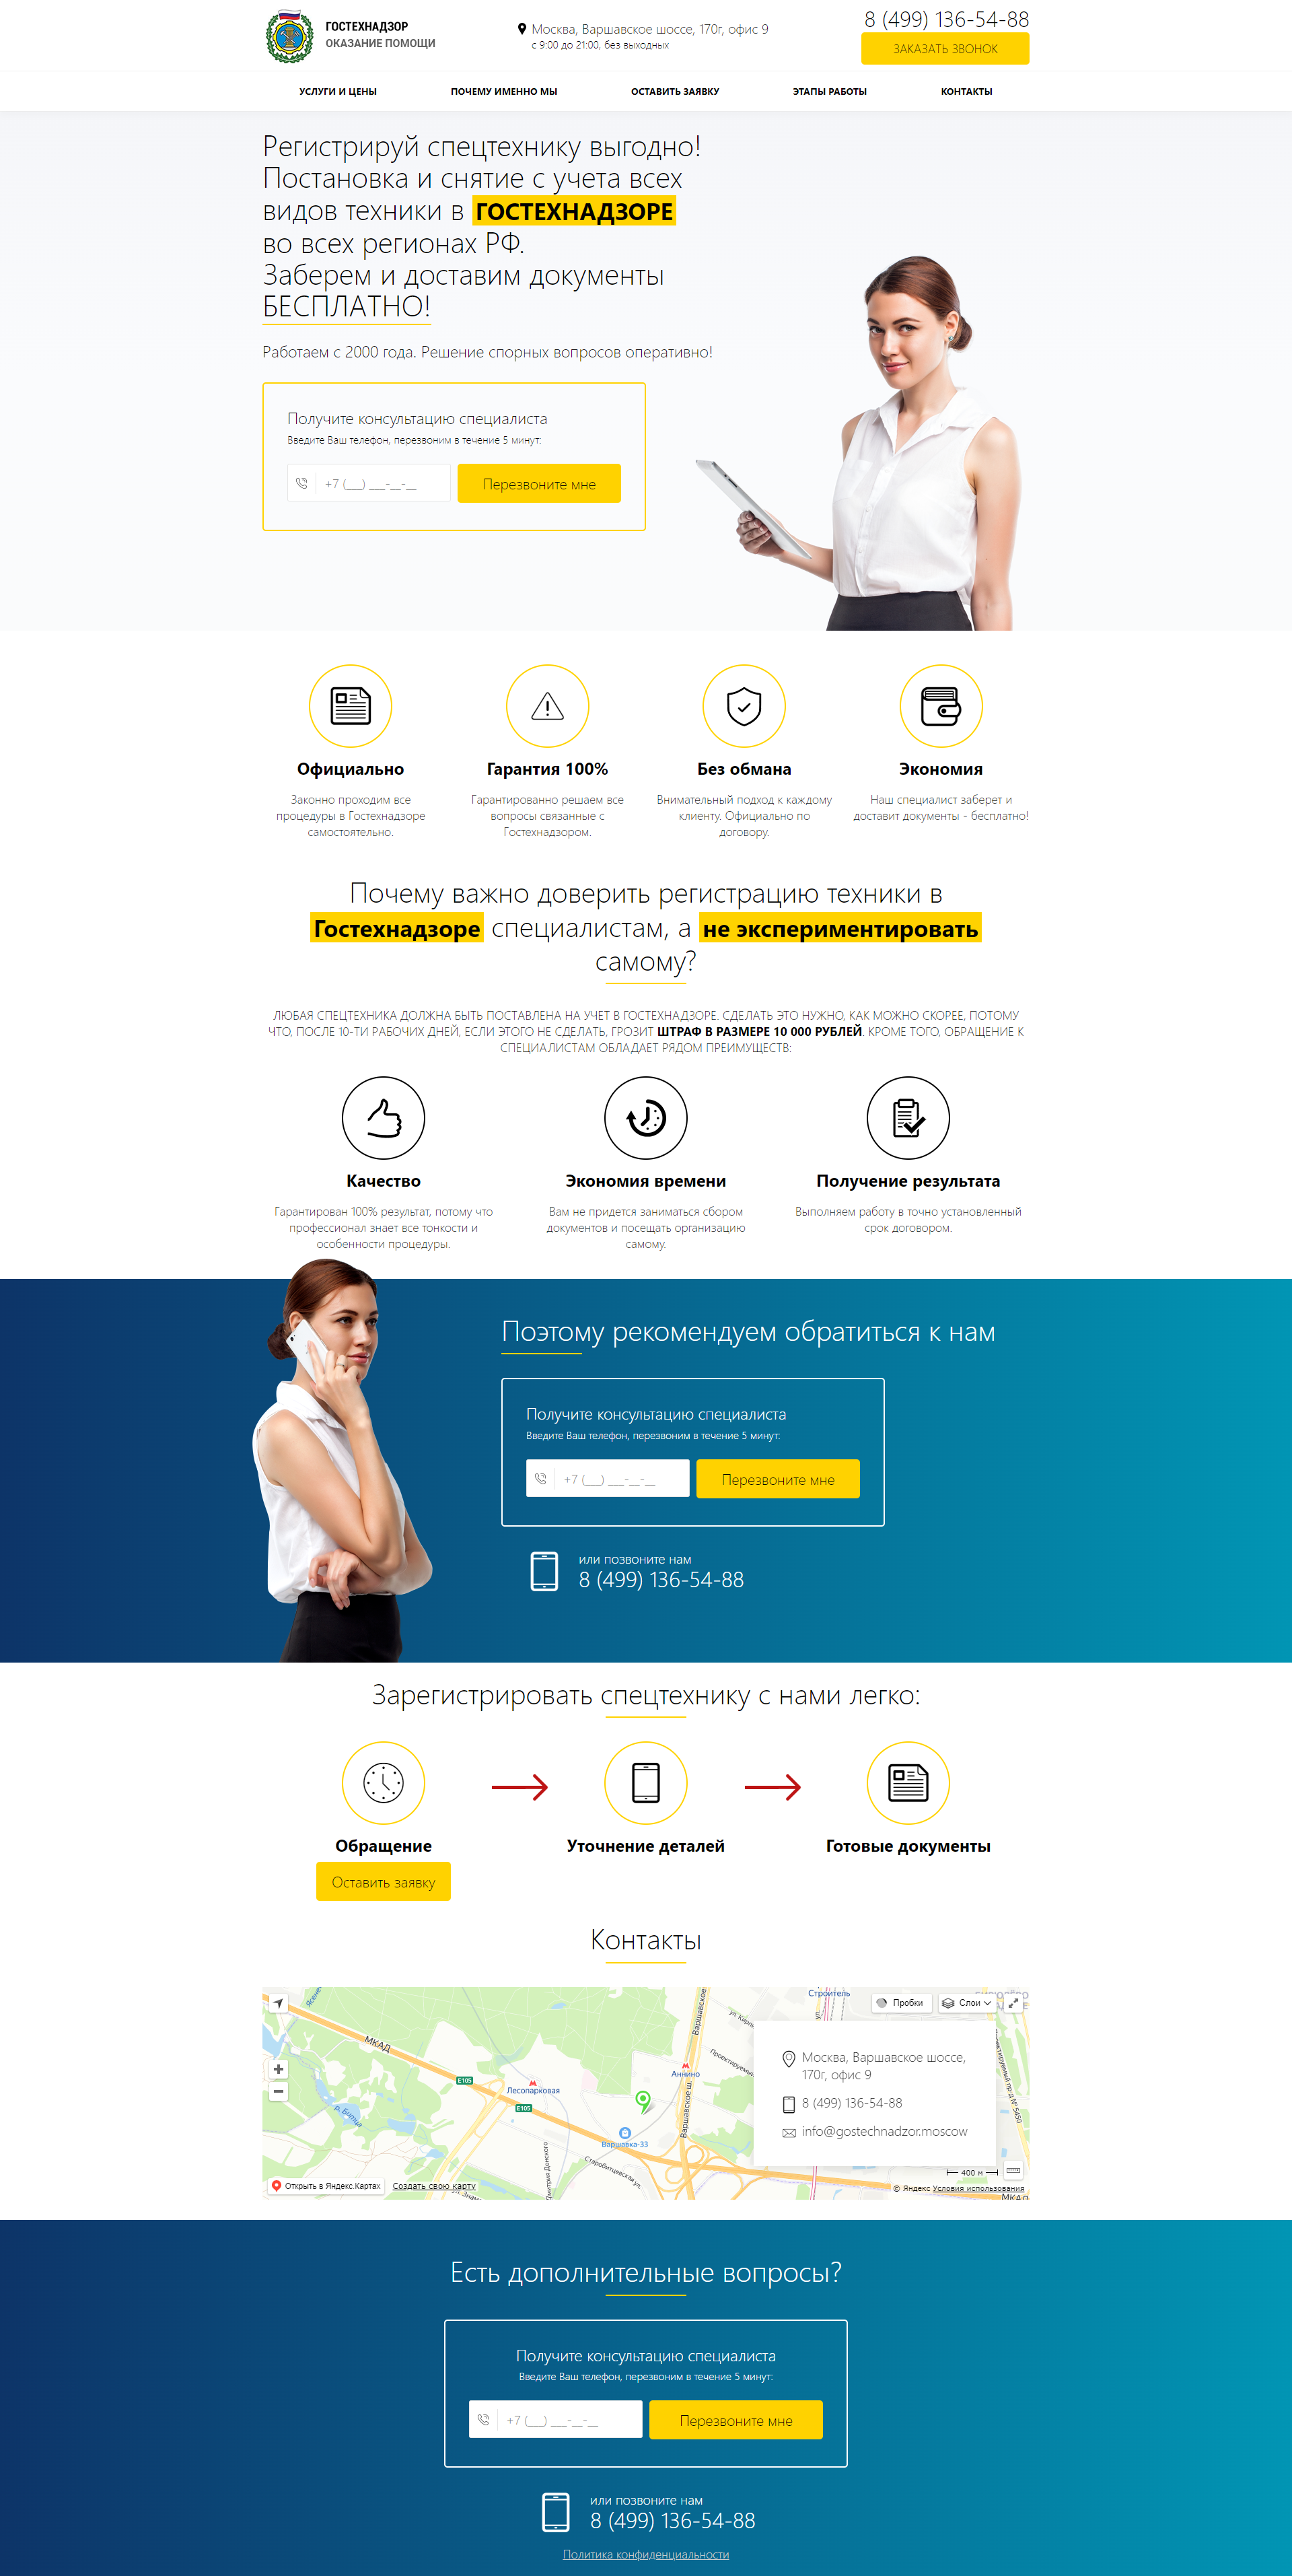 ГОСТЕХНАДЗОР
ОКАЗАНИЕ ПОМОЩИ
Москва, Варшавское шоссе, 170г, офис 9
с 9:00 до 21:00, без выходных
8 (499) 136-54-88
ЗАКАЗАТЬ ЗВОНОК
УСЛУГИ И ЦЕНЫ
ПОЧЕМУ ИМЕННО МЫ
ОСТАВИТЬ ЗАЯВКУ
ЭТАПЫ РАБОТЫ
КОНТАКТЫ
Регистрируй спецтехнику выгодно!
Постановка и снятие с учета всех
видов техники в ГОСТЕХНАДЗОРЕ
во всех регионах РФ.
Заберем и доставим документы
БЕСПЛАТНО!
Работаем с 2000 года. Решение спорных вопросов оперативно!
Получите консультацию специалиста
Введите Ваш телефон, перезвоним в течение 5 минут:
+7 (___) ___-__-__
Перезвоните мне
Официально
Законно проходим все
процедуры в Гостехнадзоре
самостоятельно.
Гарантия 100%
Гарантированно решаем все
вопросы связанные с
Гостехнадзором.
Без обмана
Внимательный подход к каждому
клиенту. Официально по
договору.
Экономия
Наш специалист заберет и
доставит документы - бесплатно!
Почему важно доверить регистрацию техники в
Гостехнадзоре специалистам, а не экспериментировать
самому?
ЛЮБАЯ СПЕЦТЕХНИКА ДОЛЖНА БЫТЬ ПОСТАВЛЕНА НА УЧЕТ В ГОСТЕХНАДЗОРЕ. СДЕЛАТЬ ЭТО НУЖНО, КАК МОЖНО СКОРЕЕ, ПОТОМУ
ЧТО, ПОСЛЕ 10-ТИ РАБОЧИХ ДНЕЙ, ЕСЛИ ЭТОГО НЕ СДЕЛАТЬ, ГРОЗИТ ШТРАФ В РАЗМЕРЕ 10 000 РУБЛЕЙ. КРОМЕ ТОГО, ОБРАЩЕНИЕ К
СПЕЦИАЛИСТАМ ОБЛАДАЕТ РЯДОМ ПРЕИМУЩЕСТВ:
Качество
Гарантирован 100% результат, потому что
профессионал знает все тонкости и
особенности процедуры.
Экономия времени
Вам не придется заниматься сбором
документов и посещать организацию
самому.
Получение результата
Выполняем работу в точно установленный
срок договором.
Поэтому рекомендуем обратиться к нам
Получите консультацию специалиста
Введите Ваш телефон, перезвоним в течение 5 минут:
+7 (___) ___-__-__
Перезвоните мне
или позвоните нам
8 (499) 136-54-88
Зарегистрировать спецтехнику с нами легко:
Обращение
Оставить заявку
Уточнение деталей
Готовые документы
Контакты
Строитель
Пробки
Слои
Варшавское
МКАД
Аннино
E105
Лесопарковая
E105
р. Битца
Варшавское ш.
Варшавка-33
Старобитцевская ул.
Москва, Варшавское шоссе,
170г, офис 9
8 (499) 136-54-88
info@gostechnadzor.moscow
400 м
Открыть в Яндекс.Картах
Создать свою карту
© Яндекс Условия использования
МКАД
Есть дополнительные вопросы?
Получите консультацию специалиста
Введите Ваш телефон, перезвоним в течение 5 минут:
+7 (___) ___-__-__
Перезвоните мне
или позвоните нам
8 (499) 136-54-88
Политика конфиденциальности